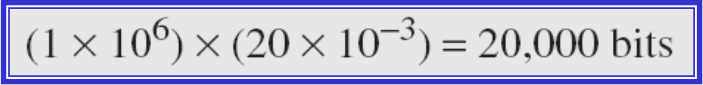 (1 × 10⁶) × (20 × 10⁻³) = 20,000 bits